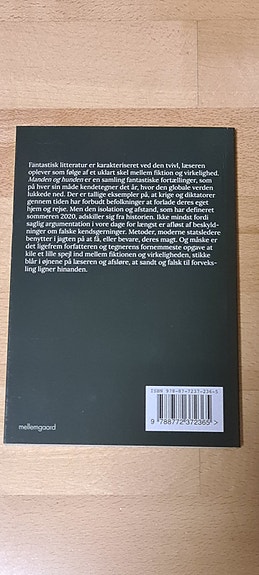 Fantastisk litteratur er karakteriseret ved den tvivl, læseren
oplever som følge af et uklart skel mellem fiktion og virkelighed.
Manden og hunden er en samling fantastiske fortællinger, som
på hver sin måde kendetegner det år, hvor den globale verden
lukkede ned. Der er tallige eksempler på, at krige og diktatorer
gennem tiden har forbudt befolkninger at forlade deres eget
hjem og rejse. Men den isolation og afstand, som har defineret
sommeren 2020, adskiller sig fra historien. Ikke mindst fordi
saglig argumentation i vore dage for længst er afløst af beskyld-
ninger om falske kendsgerninger. Metoder, moderne statsledere
benytter i jagten på at få, eller bevare, deres magt. Og måske er
det ligefrem forfatteren og tegnerens fornemmeste opgave at
kile et lille spejl ind mellem fiktionen og virkeligheden, stikke
blår i øjnene på læseren og afsløre, at sandt og falsk til forveks-
ling ligner hinanden.
ISBN 978-87-7237-236-5
9 788772 372365 >
mellemgaard